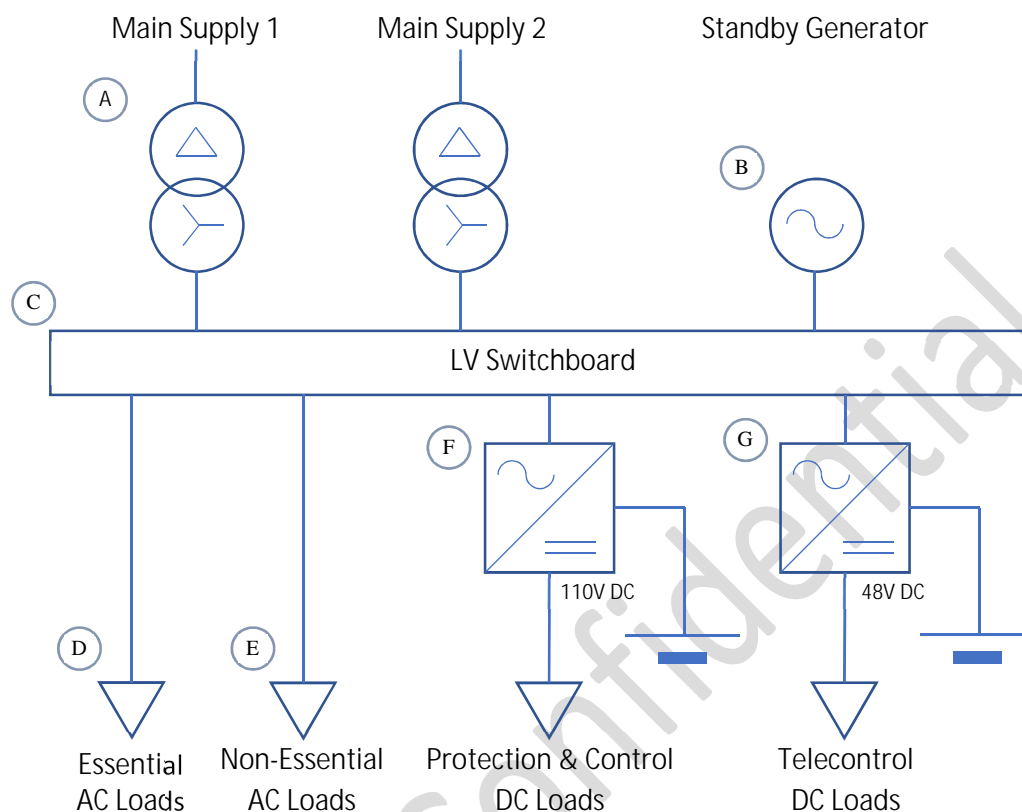 Main Supply 1
Main Supply 2
Standby Generator
A
B
C
LV Switchboard
F
G
110V DC
48V DC
D
E
Essential
AC Loads
Non-Essential
AC Loads
Protection & Control
DC Loads
Telecontrol
DC Loads
Confidential